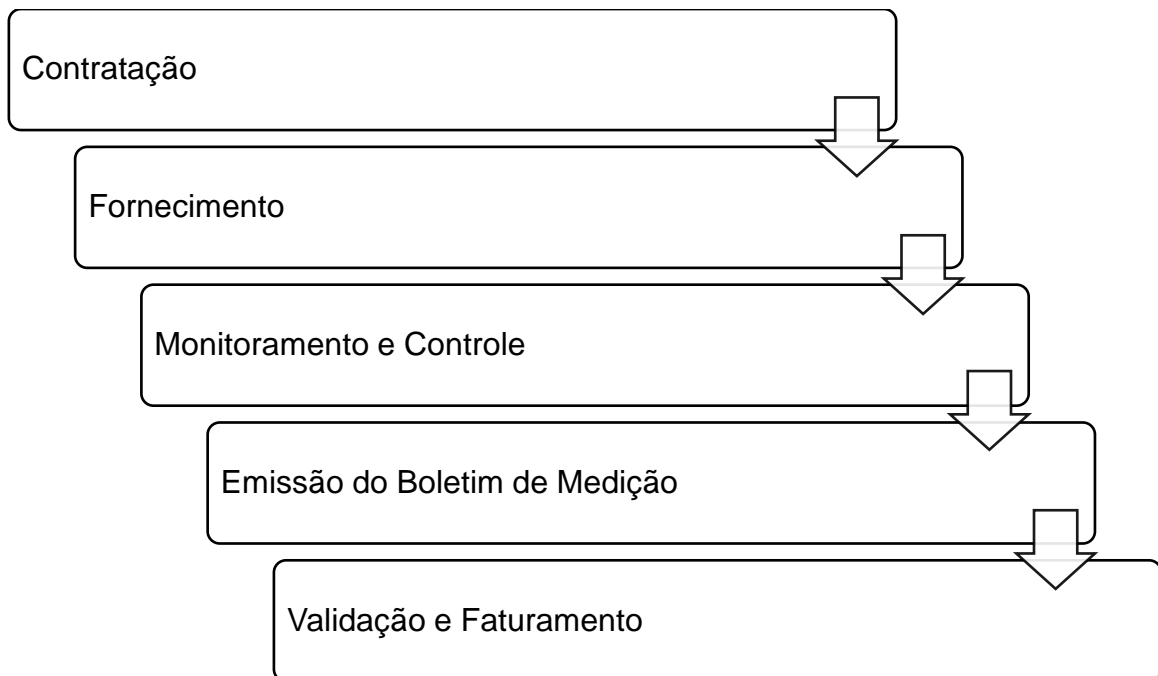 Contratação
Fornecimento
Monitoramento e Controle
Emissão do Boletim de Medição
Validação e Faturamento